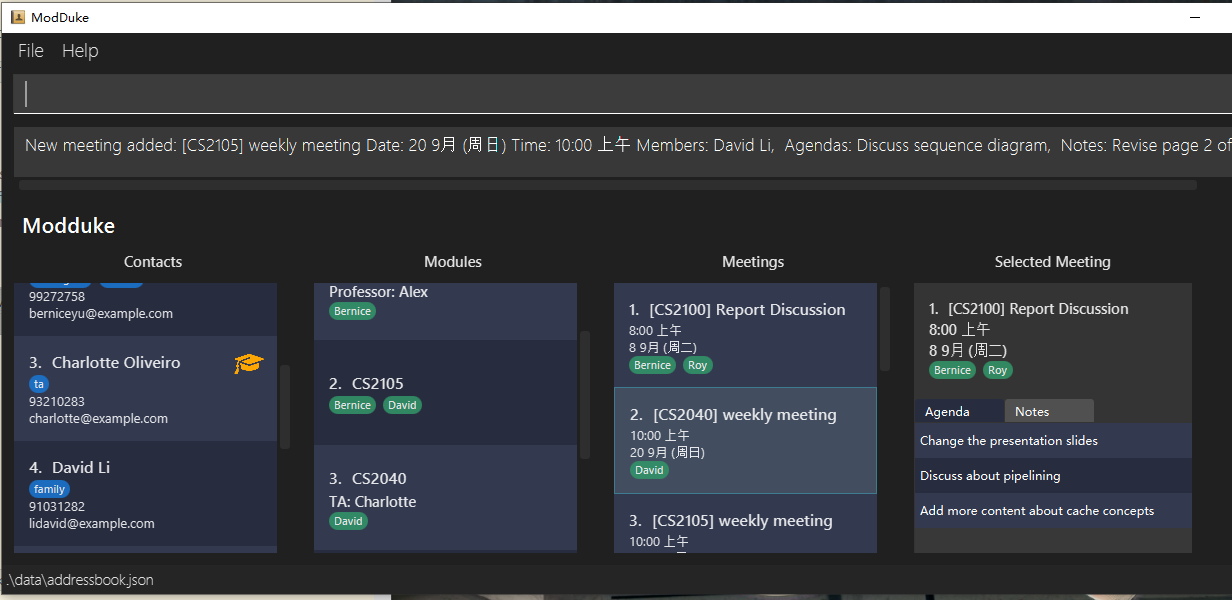 ModDuke
File Help
New meeting added: [CS2105] weekly meeting Date: 20 9月 (周日) Time: 10:00 上午 Members: David Li, Agendas: Discuss sequence diagram, Notes: Revise page 2 of
Modduke
Contacts
99272758
berniceyu@example.com
3. Charlotte Oliveiro
ta
93210283
charlotte@example.com
4. David Li
family
91031282
lidavid@example.com
Modules
Professor: Alex
Bernice
2. CS2105
Bernice David
3. CS2040
TA: Charlotte
David
Meetings
1. [CS2100] Report Discussion
8:00 上午
8 9月 (周二)
Bernice Roy
2. [CS2040] weekly meeting
10:00 上午
20 9月 (周日)
David
3. [CS2105] weekly meeting
10:00 上午
Selected Meeting
1. [CS2100] Report Discussion
8:00 上午
8 9月 (周二)
Bernice Roy
Agenda Notes
Change the presentation slides
Discuss about pipelining
Add more content about cache concepts
.\data\addressbook.json